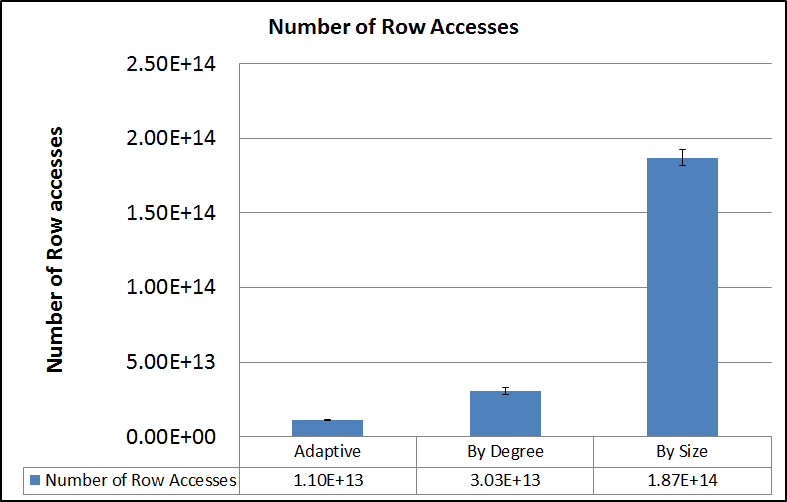 Number of Row Accesses
2.50E+14
2.00E+14
1.50E+14
1.00E+14
5.00E+13
0.00E+00
Number of Row accesses
Adaptive By Degree By Size
Number of Row Accesses 1.10E+13 3.03E+13 1.87E+14